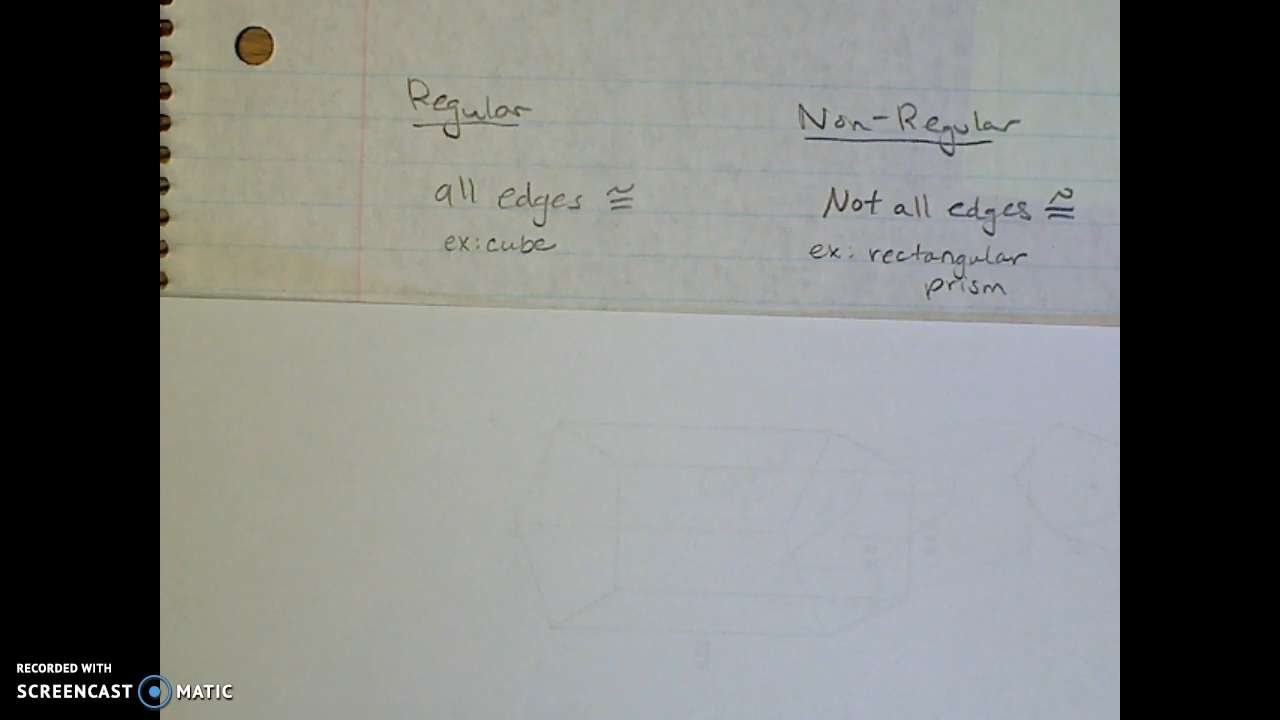 Regular
Non-Regular
all edges ≅
Not all edges ≅
ex: cube
ex: rectangular
prism
RECORDED WITH
SCREENCAST MATIC